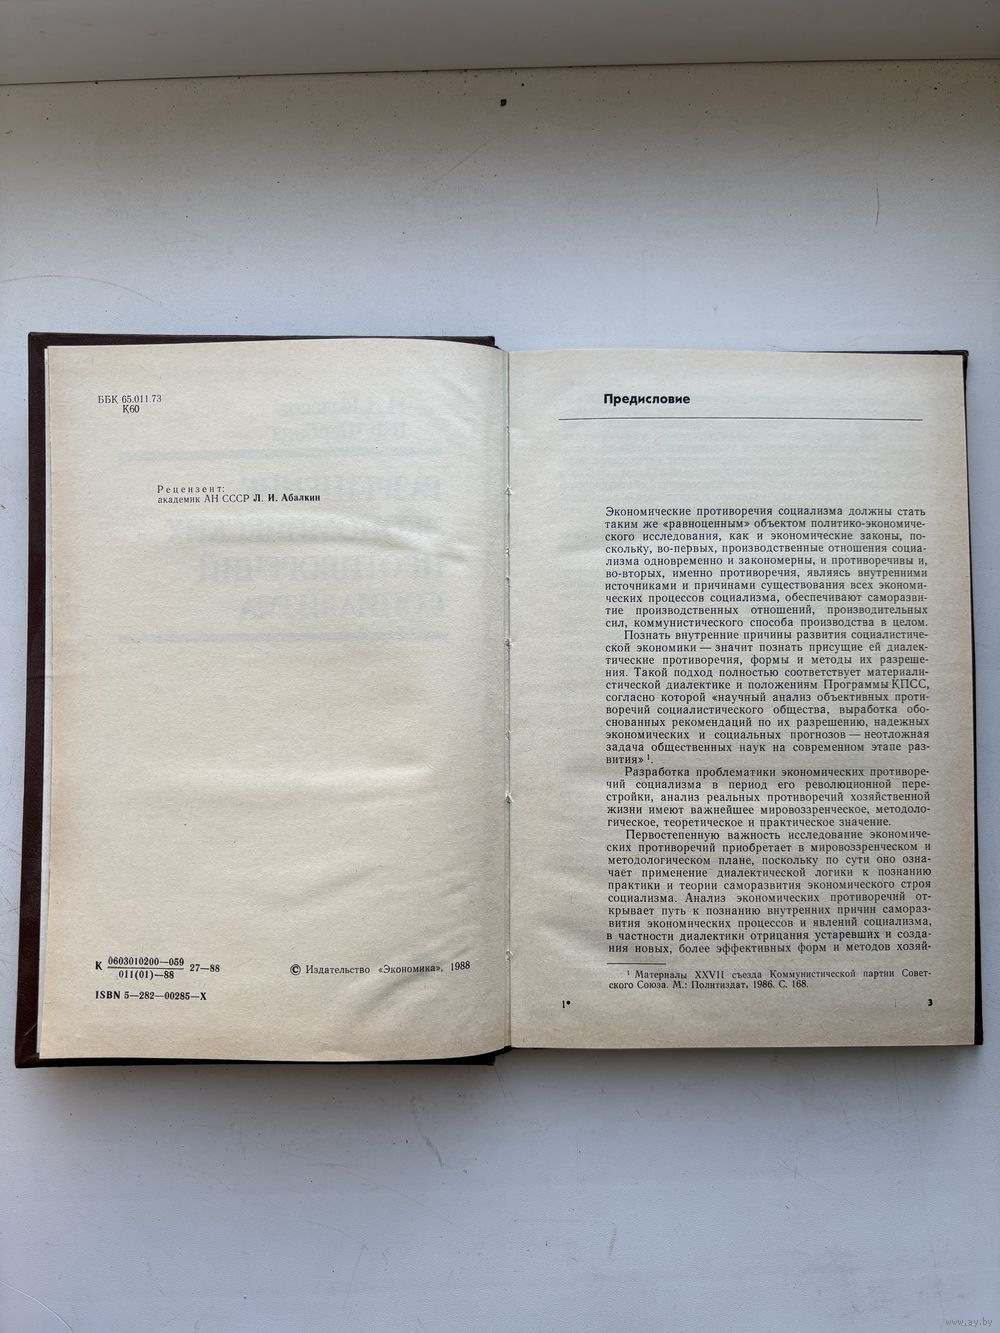 ББК 65.011.73
К60
Рецензент:
академик АН СССР Л. И. Абалкин
К 0603010200—059
011(01)—88
27—88
© Издательство «Экономика», 1988
ISBN 5—282—00285—X
Предисловие
Экономические противоречия социализма должны стать
таким же «равноценным» объектом политико-экономиче-
ского исследования, как и экономические законы, по-
скольку, во-первых, производственные отношения социа-
лизма одновременно и закономерны, и противоречивы и,
во-вторых, именно противоречия, являясь внутренними
источниками и причинами существования всех экономи-
ческих процессов социализма, обеспечивают саморазви-
тие производственных отношений, производительных
сил, коммунистического способа производства в целом.
Познать внутренние причины развития социалистиче-
ской экономики — значит познать присущие ей диалек-
тические противоречия, формы и методы их разреше-
ния. Такой подход полностью соответствует материали-
стической диалектике и положениям Программы КПСС,
согласно которой «научный анализ объективных проти-
воречий социалистического общества, выработка обо-
снованных рекомендаций по их разрешению, надежных
экономических и социальных прогнозов — неотложная
задача общественных наук на современном этапе раз-
вития» ¹.
Разработка проблематики экономических противоре-
чий социализма в период его революционной пере-
стройки, анализ реальных противоречий хозяйственной
жизни имеют важнейшее мировоззренческое, методоло-
гическое, теоретическое и практическое значение.
Первостепенную важность исследование экономиче-
ских противоречий приобретает в мировоззренческом и
методологическом плане, поскольку по сути оно озна-
чает применение диалектической логики к познанию
практики и теории саморазвития экономического строя
социализма. Анализ экономических противоречий от-
крывает путь к познанию внутренних причин самораз-
вития экономических процессов и явлений социализма,
в частности диалектики отрицания устаревших и созда-
ния новых, более эффективных форм и методов хозяй-
¹ Материалы XXVII съезда Коммунистической партии Совет-
ского Союза. М.: Политиздат, 1986. С. 168.
1*
3
www.ay.by